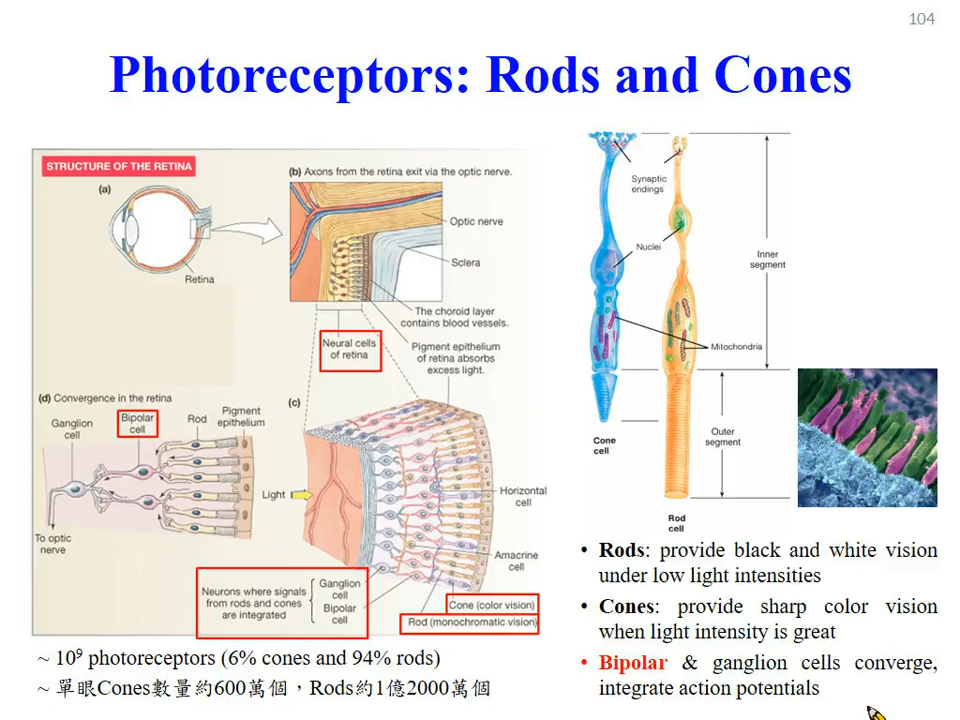 104
Photoreceptors: Rods and Cones
STRUCTURE OF THE RETINA
(a)
Retina
(b) Axons from the retina exit via the optic nerve.
Optic nerve
Sclera
The choroid layer
contains blood vessels.
Neural cells
of retina
Pigment epithelium
of retina absorbs
excess light.
(d) Convergence in the retina
Ganglion
cell
Bipolar
cell
Rod
Pigment
epithelium
To optic
nerve
(c)
Light
Horizontal
cell
Amacrine
cell
Neurons where signals
from rods and cones
are integrated
Ganglion
cell
Bipolar
cell
Cone (color vision)
Rod (monochromatic vision)
~ 10⁹ photoreceptors (6% cones and 94% rods)
~ 單眼Cones數量約600萬個，Rods約1億2000萬個
Synaptic
endings
Nuclei
Inner
segment
Mitochondria
Outer
segment
Cone
cell
Rod
cell
• Rods: provide black and white vision
under low light intensities
• Cones: provide sharp color vision
when light intensity is great
• Bipolar & ganglion cells converge,
integrate action potentials